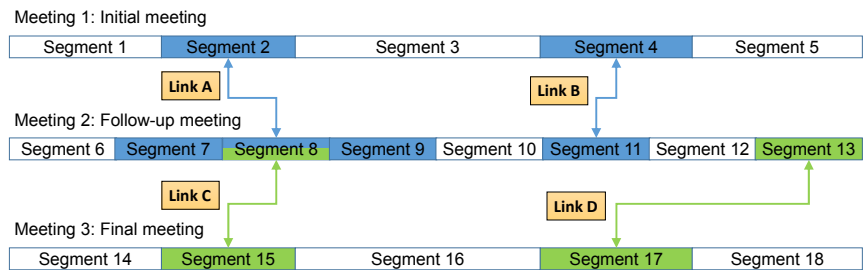 Meeting 1: Initial meeting
Segment 1 Segment 2 Segment 3 Segment 4 Segment 5
Link A Link B
Meeting 2: Follow-up meeting
Segment 6 Segment 7 Segment 8 Segment 9 Segment 10 Segment 11 Segment 12 Segment 13
Link C Link D
Meeting 3: Final meeting
Segment 14 Segment 15 Segment 16 Segment 17 Segment 18